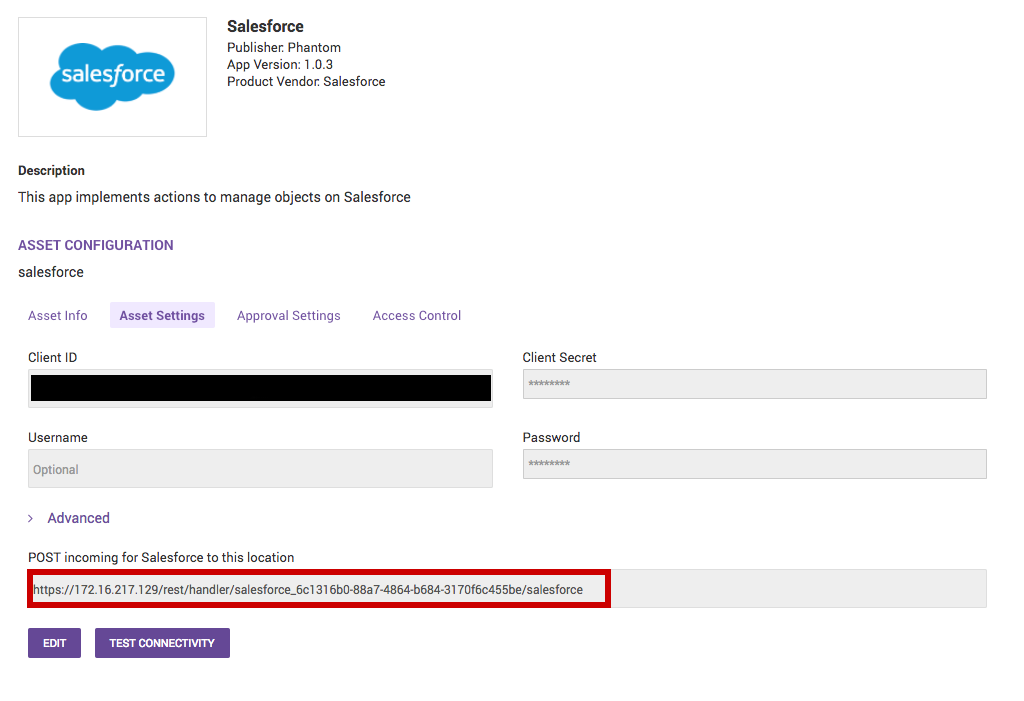 salesforce
Salesforce
Publisher: Phantom
App Version: 1.0.3
Product Vendor: Salesforce
Description
This app implements actions to manage objects on Salesforce
ASSET CONFIGURATION
salesforce
Asset Info Asset Settings Approval Settings Access Control
Client ID Client Secret
********
Username Password
Optional ********
> Advanced
POST incoming for Salesforce to this location
https://172.16.217.129/rest/handler/salesforce_6c1316b0-88a7-4864-b684-3170f6c455be/salesforce
EDIT TEST CONNECTIVITY